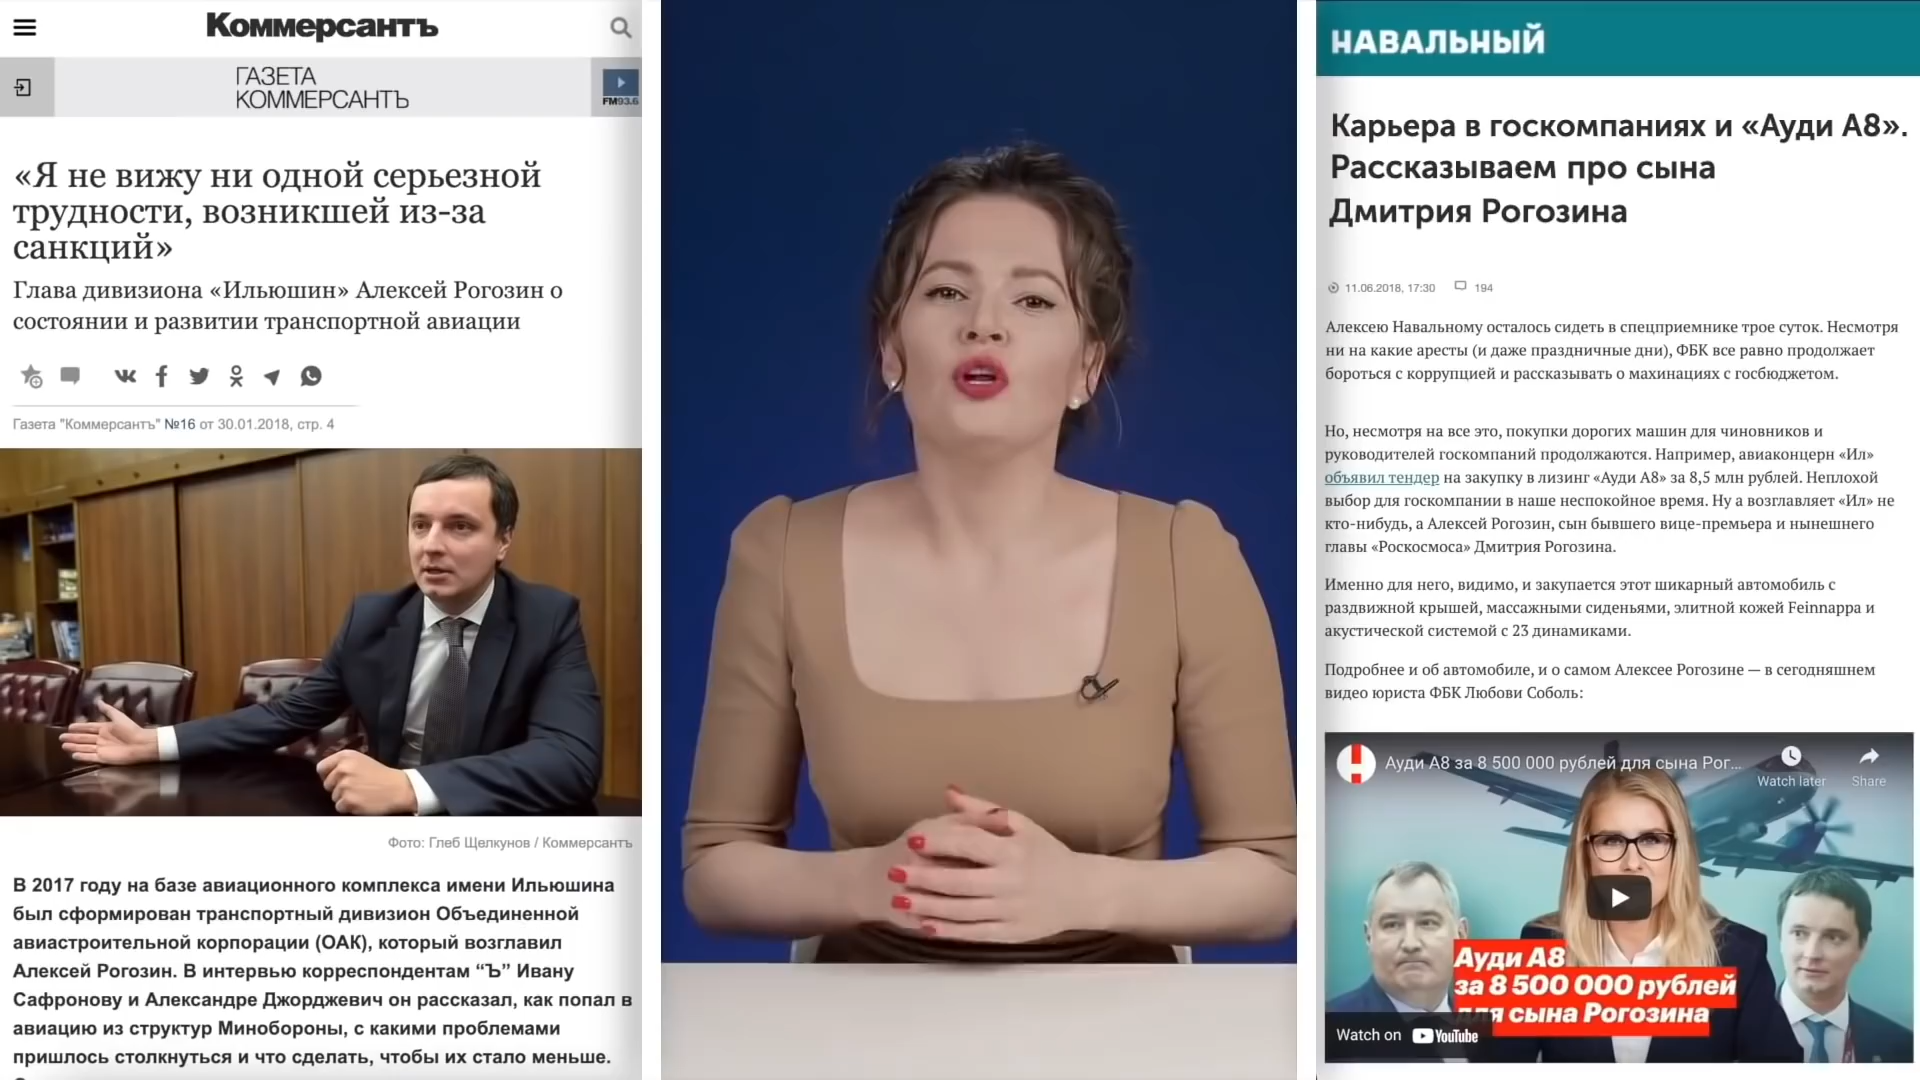 Коммерсантъ
ГАЗЕТА
КОММЕРСАНТЪ
FM93.6
«Я не вижу ни одной серьезной
трудности, возникшей из-за
санкций»
Глава дивизиона «Ильюшин» Алексей Рогозин о
состоянии и развитии транспортной авиации
Газета "Коммерсантъ" №16 от 30.01.2018, стр. 4
Фото: Глеб Щелкунов / Коммерсантъ
В 2017 году на базе авиационного комплекса имени Ильюшина
был сформирован транспортный дивизион Объединенной
авиастроительной корпорации (ОАК), который возглавил
Алексей Рогозин. В интервью корреспондентам “Ъ” Ивану
Сафронову и Александре Джорджевич он рассказал, как попал в
авиацию из структур Минобороны, с какими проблемами
пришлось столкнуться и что сделать, чтобы их стало меньше.
НАВАЛЬНЫЙ
Карьера в госкомпаниях и «Ауди А8».
Рассказываем про сына
Дмитрия Рогозина
11.06.2018, 17:30 194
Алексею Навальному осталось сидеть в спецприемнике трое суток. Несмотря
ни на какие аресты (и даже праздничные дни), ФБК все равно продолжает
бороться с коррупцией и рассказывать о махинациях с госбюджетом.
Но, несмотря на все это, покупки дорогих машин для чиновников и
руководителей госкомпаний продолжаются. Например, авиаконцерн «Ил»
объявил тендер на закупку в лизинг «Ауди А8» за 8,5 млн рублей. Неплохой
выбор для госкомпании в наше неспокойное время. Ну а возглавляет «Ил» не
кто-нибудь, а Алексей Рогозин, сын бывшего вице-премьера и нынешнего
главы «Роскосмоса» Дмитрия Рогозина.
Именно для него, видимо, и закупается этот шикарный автомобиль с
раздвижной крышей, массажными сиденьями, элитной кожей Feinnappa и
акустической системой с 23 динамиками.
Подробнее и об автомобиле, и о самом Алексее Рогозине — в сегодняшнем
видео юриста ФБК Любови Соболь:
Ауди А8 за 8 500 000 рублей для сына Рог...
Watch later
Share
Ауди А8
за 8 500 000 рублей
для сына Рогозина
Watch on YouTube